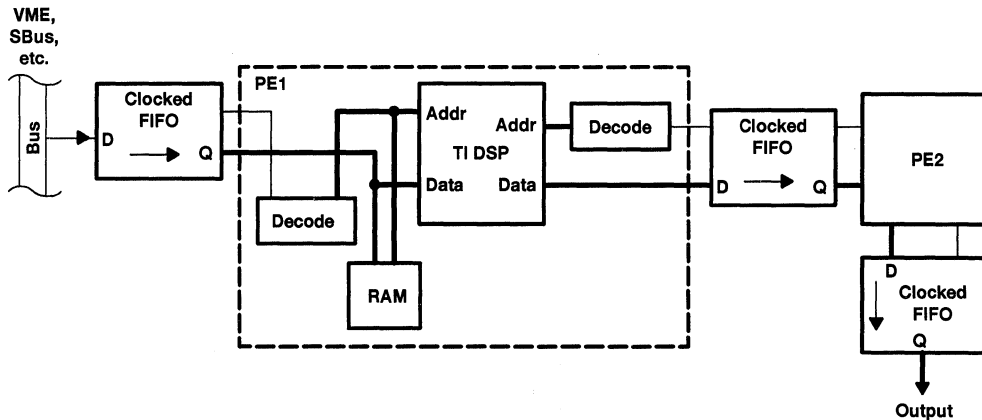 VME,
SBus,
etc.
Bus
Clocked
FIFO
D
Q
PE1
Addr
Addr
TI DSP
Data
Data
Decode
Decode
RAM
Clocked
FIFO
D
Q
PE2
D
Clocked
FIFO
Q
Output